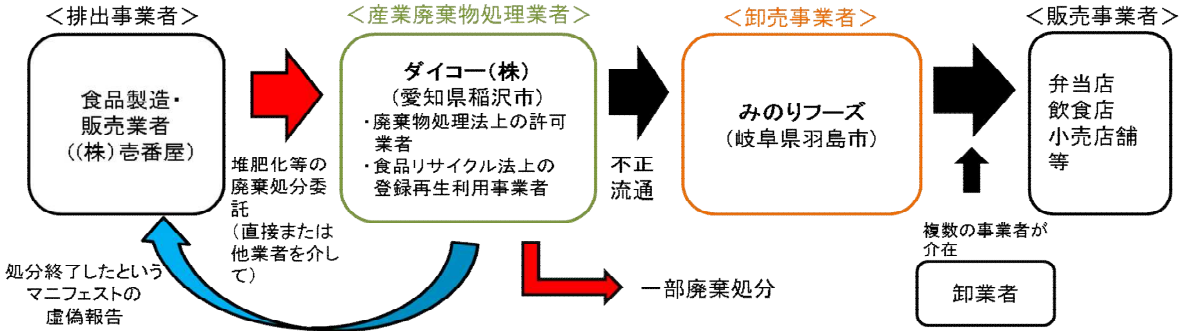 ＜排出事業者＞
食品製造・
販売業者
((株)壱番屋)
堆肥化等の
廃棄処分委
託
(直接または
他業者を介し
て)
処分終了したという
マニフェストの
虚偽報告
＜産業廃棄物処理業者＞
ダイコー(株)
(愛知県稲沢市)
・廃棄物処理法上の許可
業者
・食品リサイクル法上の
登録再生利用事業者
一部廃棄処分
不正
流通
＜卸売事業者＞
みのりフーズ
(岐阜県羽島市)
複数の事業者が
介在
卸業者
＜販売事業者＞
弁当店
飲食店
小売店舗
等